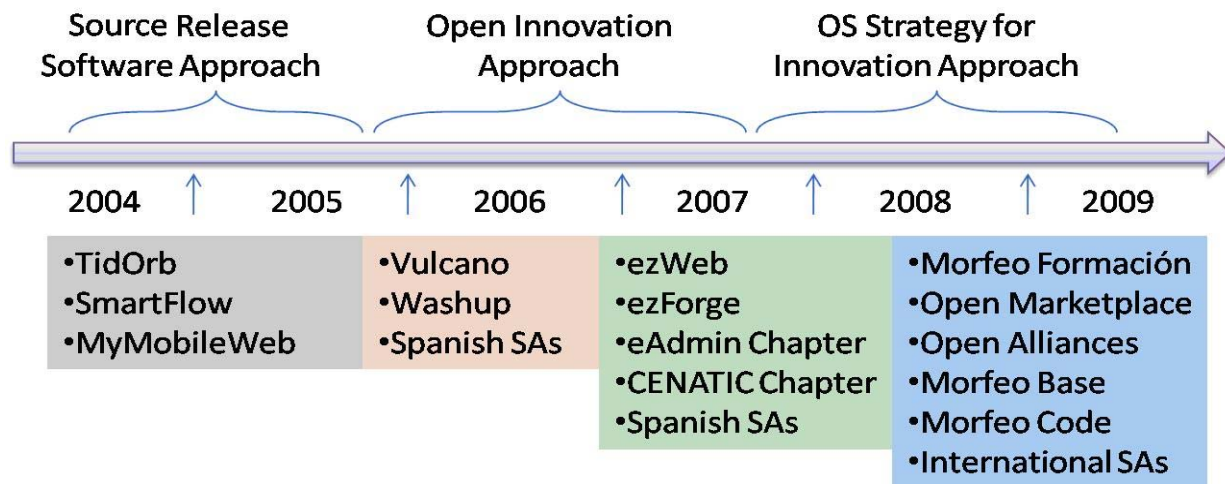 Source Release
Software Approach
Open Innovation
Approach
OS Strategy for
Innovation Approach
2004
2005
2006
2007
2008
2009
•TidOrb
•SmartFlow
•MyMobileWeb
•Vulcano
•Washup
•Spanish SAs
•ezWeb
•ezForge
•eAdmin Chapter
•CENATIC Chapter
•Spanish SAs
•Morfeo Formación
•Open Marketplace
•Open Alliances
•Morfeo Base
•Morfeo Code
•International SAs